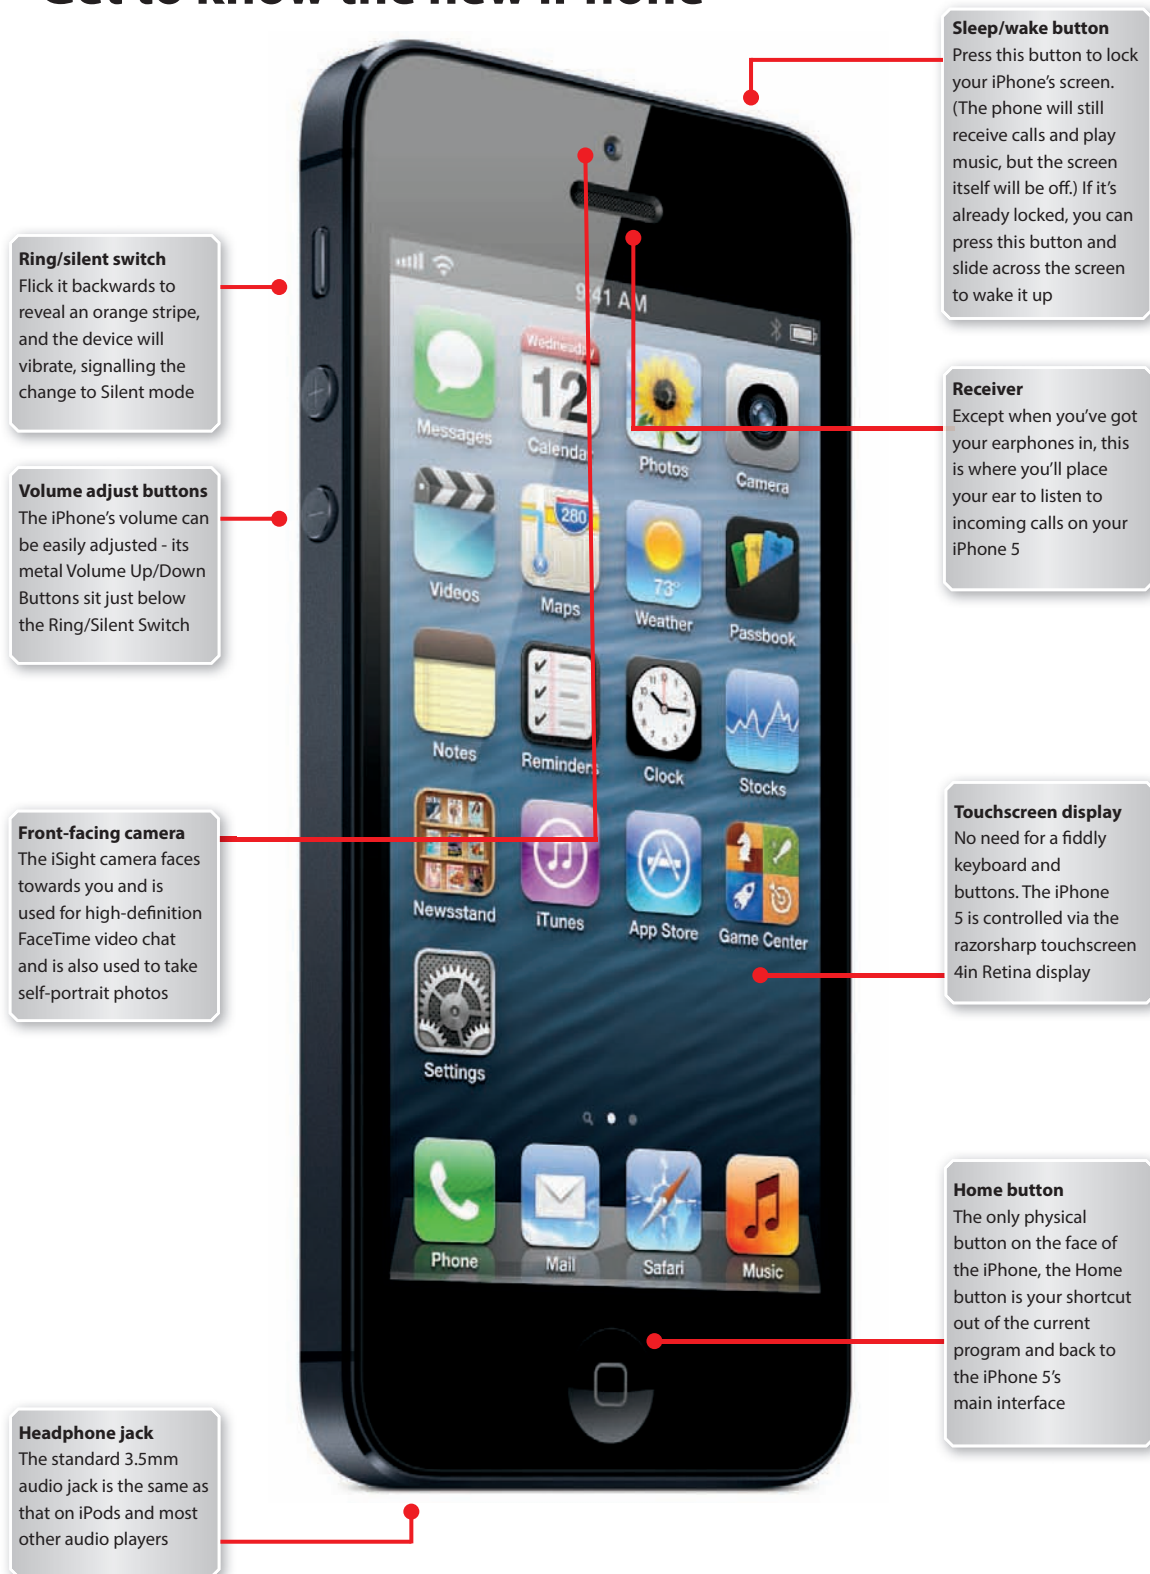 Get to know the new iPhone
Sleep/wake button
Press this button to lock
your iPhone's screen.
(The phone will still
receive calls and play
music, but the screen
itself will be off.) If it's
already locked, you can
press this button and
slide across the screen
to wake it up
Ring/silent switch
Flick it backwards to
reveal an orange stripe,
and the device will
vibrate, signalling the
change to Silent mode
Receiver
Except when you've got
your earphones in, this
is where you'll place
your ear to listen to
incoming calls on your
iPhone 5
Volume adjust buttons
The iPhone's volume can
be easily adjusted - its
metal Volume Up/Down
Buttons sit just below
the Ring/Silent Switch
Front-facing camera
The iSight camera faces
towards you and is
used for high-definition
FaceTime video chat
and is also used to take
self-portrait photos
Touchscreen display
No need for a fiddly
keyboard and
buttons. The iPhone
5 is controlled via the
razorsharp touchscreen
4in Retina display
Home button
The only physical
button on the face of
the iPhone, the Home
button is your shortcut
out of the current
program and back to
the iPhone 5's
main interface
Headphone jack
The standard 3.5mm
audio jack is the same as
that on iPods and most
other audio players
9:41 AM
Wednesday
12
Messages Calendar Photos Camera
280
73°
Videos Maps Weather Passbook
Notes Reminders Clock Stocks
Newsstand iTunes App Store Game Center
Settings
Phone Mail Safari Music